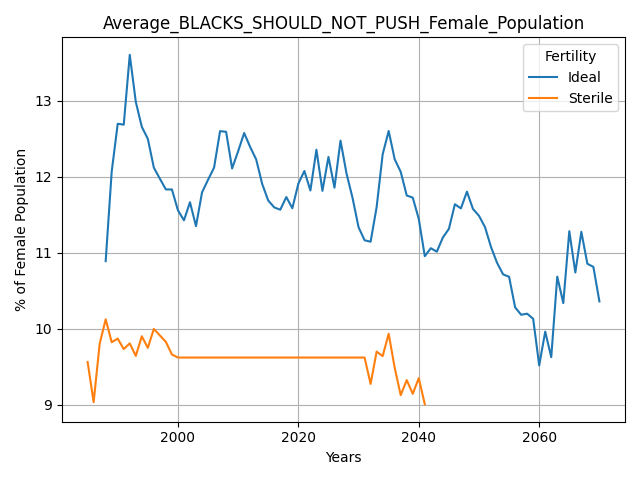 Average_BLACKS_SHOULD_NOT_PUSH_Female_Population
% of Female Population
13
12
11
10
9
2000 2020 2040 2060
Years
Fertility
Ideal
Sterile